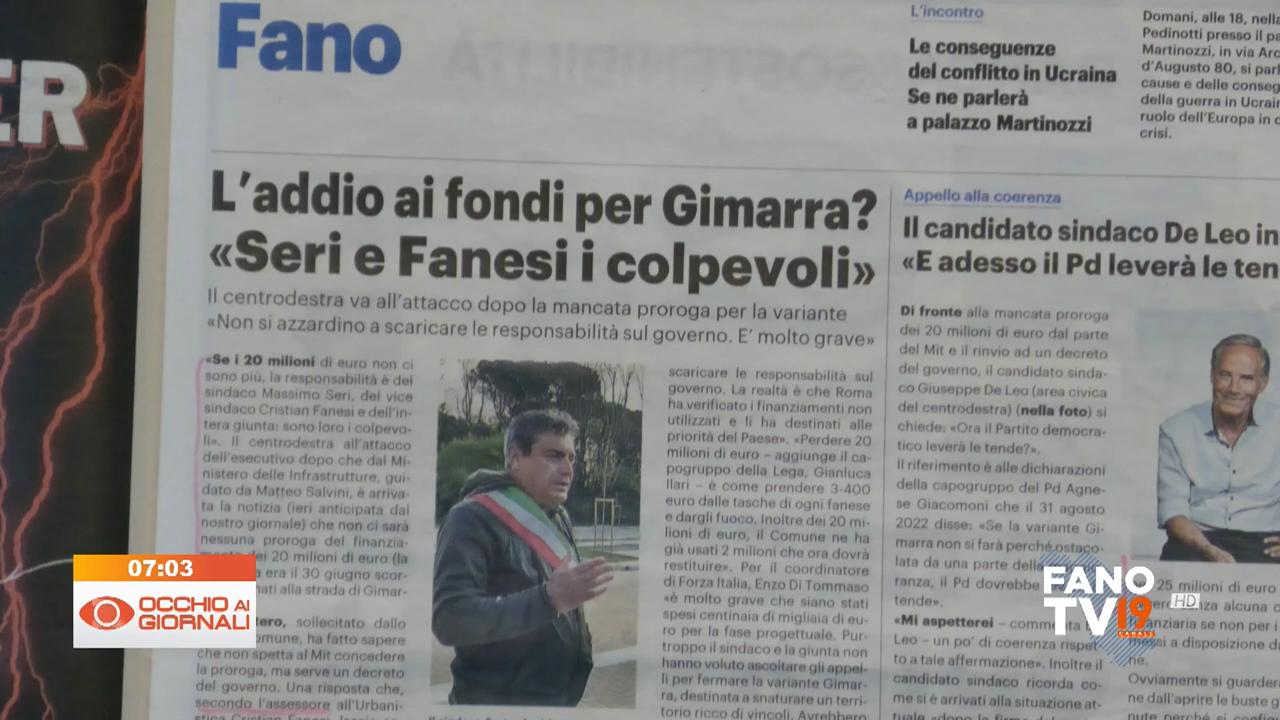 ER
Fano
L'incontro
Le conseguenze
del conflitto in Ucraina
Se ne parlerà
a palazzo Martinozzi
Domani, alle 18, nella
Pedinotti presso il pa
Martinozzi, in via Arc
d'Augusto 80, si parl
cause e delle conseg
della guerra in Ucrain
ruolo dell'Europa in c
crisi.
L'addio ai fondi per Gimarra?
«Seri e Fanesi i colpevoli»
Il centrodestra va all'attacco dopo la mancata proroga per la variante
«Non si azzardino a scaricare le responsabilità sul governo. E' molto grave»
«Se i 20 milioni di euro non ci
sono più, la responsabilità è del
sindaco Massimo Seri, del vice
sindaco Cristian Fanesi e dell'in-
tera giunta: sono loro i colpevo-
li». Il centrodestra all'attacco
dell'esecutivo dopo che dal Mi-
nistero delle Infrastrutture, gui-
dato da Matteo Salvini, è arriva-
ta la notizia (ieri anticipata dal
nostro giornale) che non ci sarà
nessuna proroga del finanzia-
dei 20 milioni di euro (la
a era il 30 giugno scor-
nati alla strada di Gimar-
tero, sollecitato dallo
omune, ha fatto sapere
che non spetta al Mit concedere
la proroga, ma serve un decreto
del governo. Una risposta che,
secondo l'assessore all'Urbani-
scaricare le responsabilità sul
governo. La realtà è che Roma
ha verificato i finanziamenti non
utilizzati e li ha destinati alle
priorità del Paese». «Perdere 20
milioni di euro – aggiunge il ca-
pogruppo della Lega, Gianluca
Ilari – è come prendere 3-400
euro dalle tasche di ogni fanese
e dargli fuoco. Inoltre dei 20 mi-
lioni di euro, il Comune ne ha
già usati 2 milioni che ora dovrà
restituire». Per il coordinatore
di Forza Italia, Enzo Di Tommaso
«è molto grave che siano stati
spesi centinaia di migliaia di eu-
ro per la fase progettuale. Pur-
troppo il sindaco e la giunta non
hanno voluto ascoltare gli appel-
li per fermare la variante Gimar-
ra, destinata a snaturare un terri-
torio ricco di vincoli. Avrebbero
Appello alla coerenza
Il candidato sindaco De Leo in
«E adesso il Pd leverà le ten
Di fronte alla mancata proroga
dei 20 milioni di euro dal parte
del Mit e il rinvio ad un decreto
del governo, il candidato sinda-
co Giuseppe De Leo (area civica
del centrodestra) (nella foto) si
chiede: «Ora il Partito democra-
tico leverà le tende?».
Il riferimento è alle dichiarazioni
della capogruppo del Pd Agne-
se Giacomoni che il 31 agosto
2022 disse: «Se la variante Gi-
marra non si farà perché ostaco-
lata da una parte della
ranza, il Pd dovrebbe
tende».
«Mi aspetterei – comm
Leo – un po' di coerenza rispet-
to a tale affermazione». Inoltre il
candidato sindaco ricorda co-
me si è arrivati alla situazione at-
25 milioni di euro
nza alcuna
nanziaria se non per i
a disposizione da
ne.
Ovviamente si guarder
ne dall'aprire le buste g
07:03
OCCHIO AI
GIORNALI
FANO
TV19
HD
CANALE